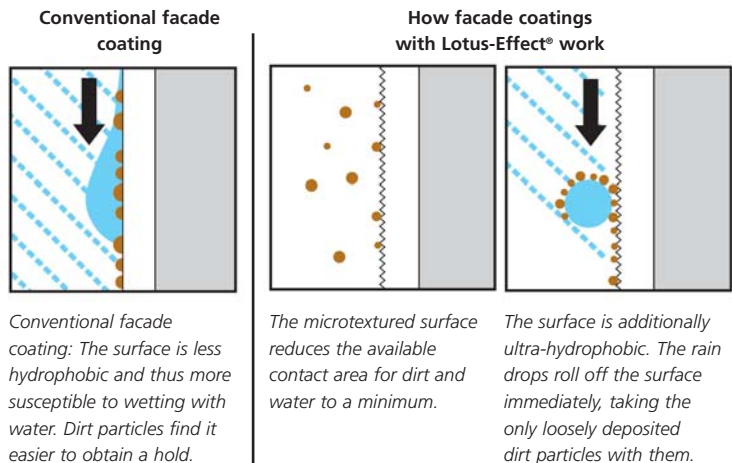 Conventional facade
coating
How facade coatings
with Lotus-Effect® work
Conventional facade
coating: The surface is less
hydrophobic and thus more
susceptible to wetting with
water. Dirt particles find it
easier to obtain a hold.
The microtextured surface
reduces the available
contact area for dirt and
water to a minimum.
The surface is additionally
ultra-hydrophobic. The rain
drops roll off the surface
immediately, taking the
only loosely deposited
dirt particles with them.